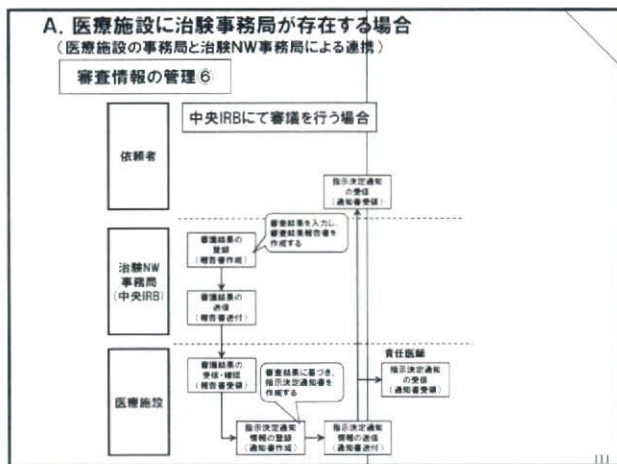 A. 医療施設に治験事務局が存在する場合
（医療施設の事務局と治験NW事務局による連携）
審査情報の管理⑥
中央IRBにて審議を行う場合
依頼者
指示決定通知
の受信
(通知書受領)
審査結果を入力し、
審査結果報告書を
作成する
審議結果の
登録
(報告書作成)
治験NW
事務局
(中央IRB)
審議結果の
送信
(報告書送付)
責任医師
審議結果の
受信・確認
(報告書受領)
審査結果に基づき、
指示決定通知書を
作成する
指示決定通知
の受信
(通知書受領)
医療施設
指示決定通知
情報の登録
(通知書作成)
指示決定通知
情報の送信
(通知書送付)